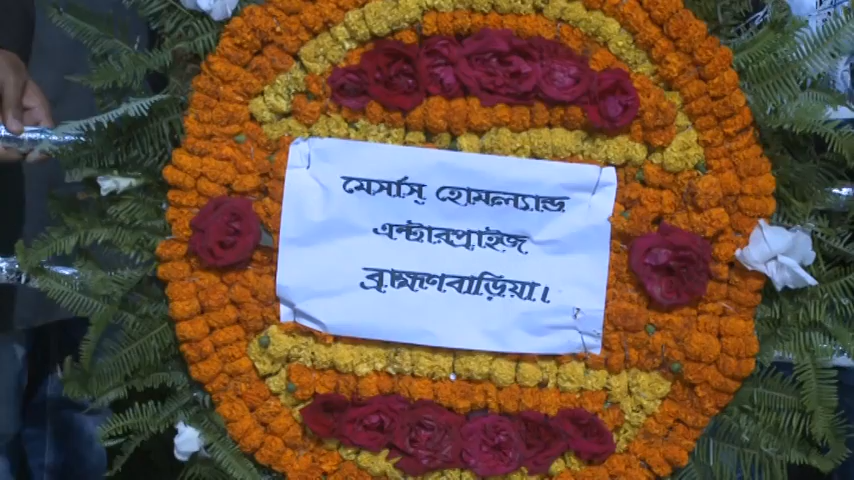 মেসার্স্ হোমল্যান্ড
এন্টারপ্রাইজ
ব্রাহ্মণবাড়িয়া।